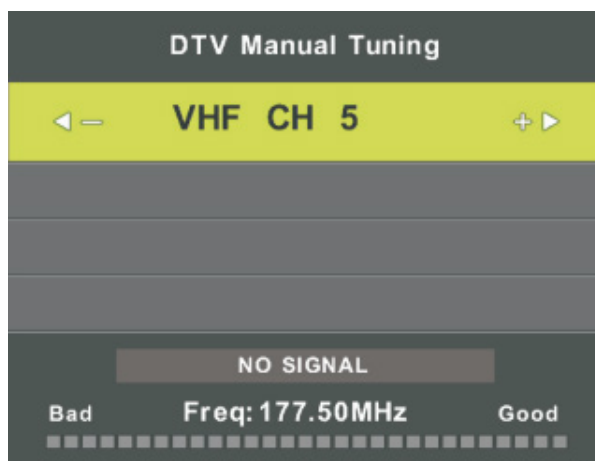 DTV Manual Tuning
VHF CH 5
NO SIGNAL
Bad Freq: 177.50MHz Good